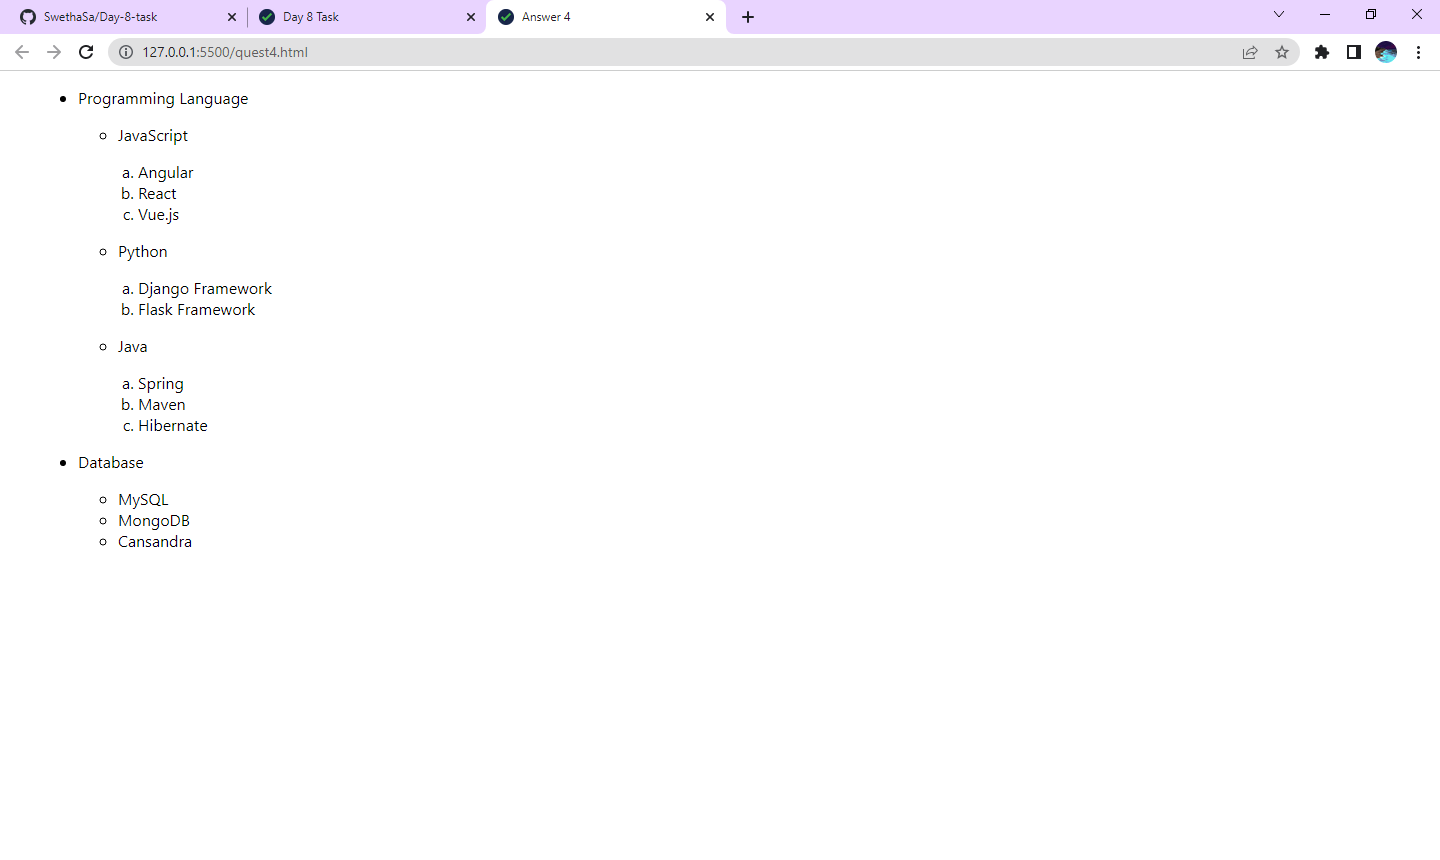 SwethaSa/Day-8-task
Day 8 Task
Answer 4
127.0.0.1:5500/quest4.html
Programming Language
JavaScript
a. Angular
b. React
c. Vue.js
Python
a. Django Framework
b. Flask Framework
Java
a. Spring
b. Maven
c. Hibernate
Database
MySQL
MongoDB
Cansandra